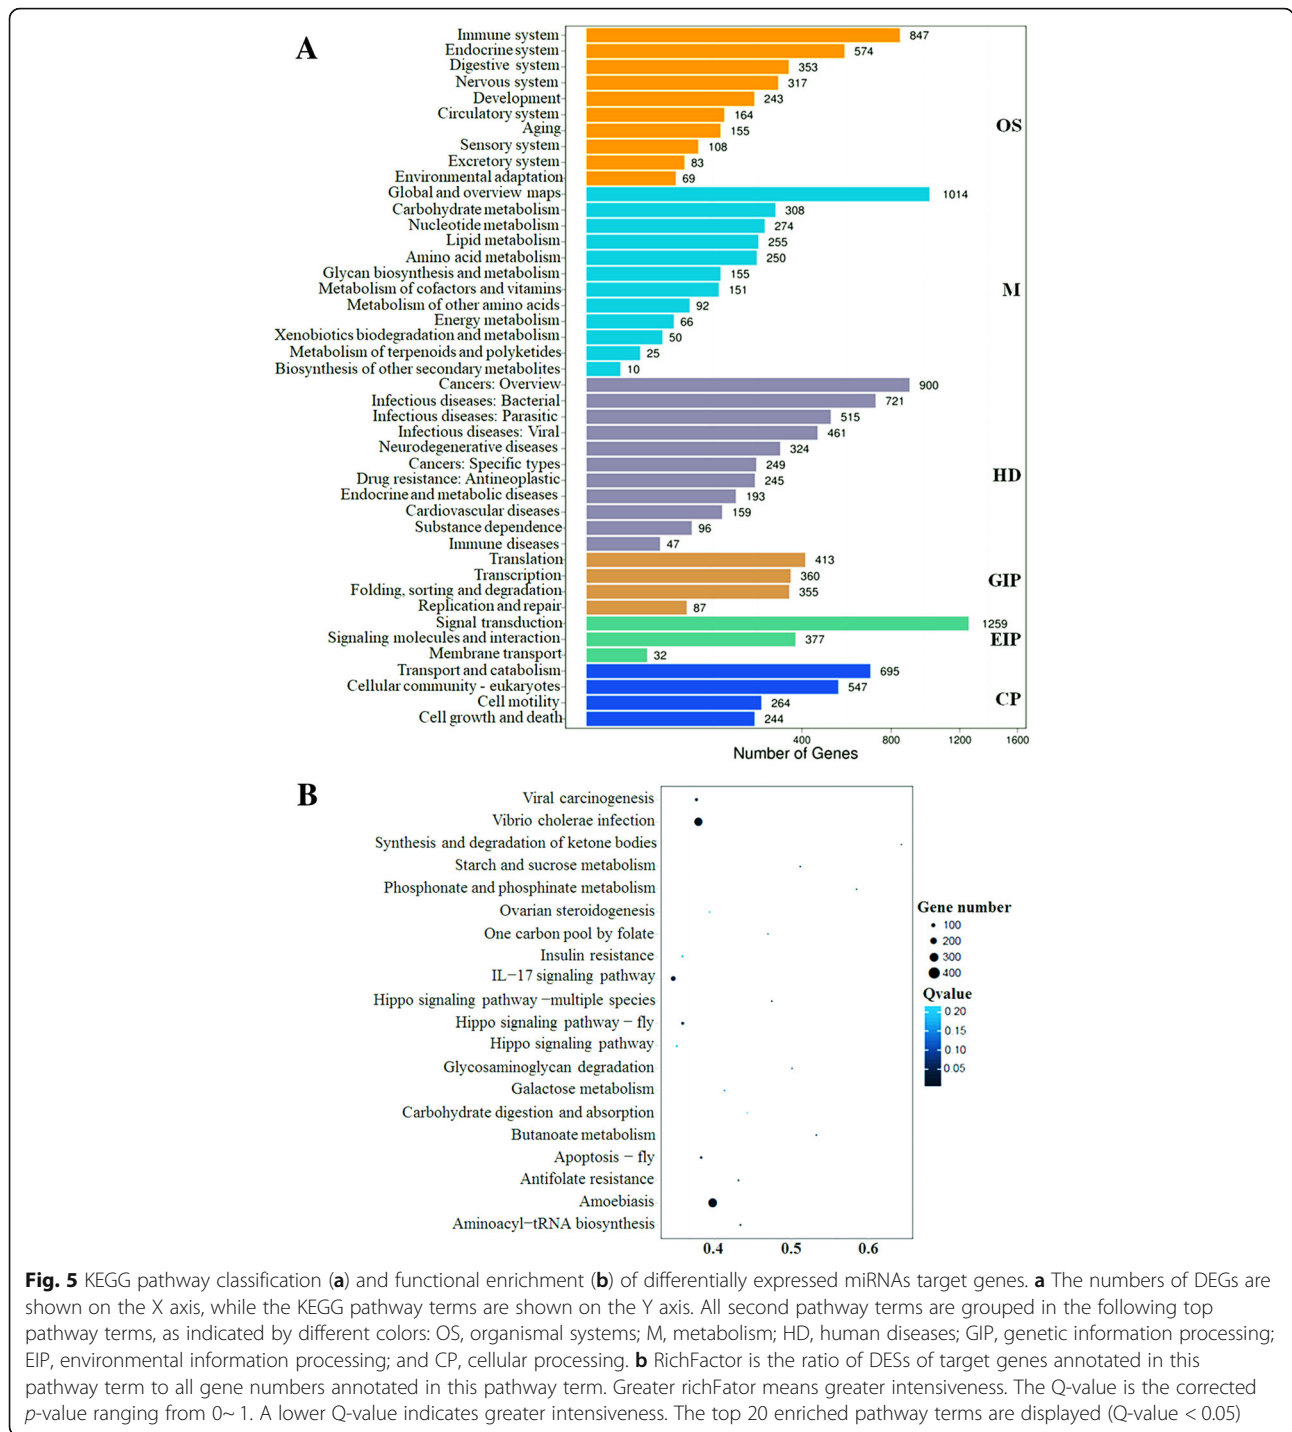 A
Immune system 847
Endocrine system 574
Digestive system 353
Nervous system 317
Development 243
Circulatory system 164
Aging 155
Sensory system 108
Excretory system 83
Environmental adaptation 69
OS
Global and overview maps 1014
Carbohydrate metabolism 308
Nucleotide metabolism 274
Lipid metabolism 255
Amino acid metabolism 250
Glycan biosynthesis and metabolism 155
Metabolism of cofactors and vitamins 151
Metabolism of other amino acids 92
Energy metabolism 66
Xenobiotics biodegradation and metabolism 50
Metabolism of terpenoids and polyketides 25
Biosynthesis of other secondary metabolites 10
M
Cancers: Overview 900
Infectious diseases: Bacterial 721
Infectious diseases: Parasitic 515
Infectious diseases: Viral 461
Neurodegenerative diseases 324
Cancers: Specific types 249
Drug resistance: Antineoplastic 245
Endocrine and metabolic diseases 193
Cardiovascular diseases 159
Substance dependence 96
Immune diseases 47
HD
Translation 413
Transcription 360
Folding, sorting and degradation 355
Replication and repair 87
GIP
Signal transduction 1259
Signaling molecules and interaction 377
Membrane transport 32
EIP
Transport and catabolism 695
Cellular community - eukaryotes 547
Cell motility 264
Cell growth and death 244
CP
400 800 1200 1600
Number of Genes
B
Viral carcinogenesis
Vibrio cholerae infection
Synthesis and degradation of ketone bodies
Starch and sucrose metabolism
Phosphonate and phosphinate metabolism
Ovarian steroidogenesis
One carbon pool by folate
Insulin resistance
IL−17 signaling pathway
Hippo signaling pathway −multiple species
Hippo signaling pathway − fly
Hippo signaling pathway
Glycosaminoglycan degradation
Galactose metabolism
Carbohydrate digestion and absorption
Butanoate metabolism
Apoptosis − fly
Antifolate resistance
Amoebiasis
Aminoacyl−tRNA biosynthesis
0.4 0.5 0.6
Gene number
100
200
300
400
Qvalue
0.20
0.15
0.10
0.05
Fig. 5 KEGG pathway classification (a) and functional enrichment (b) of differentially expressed miRNAs target genes. a The numbers of DEGs are
shown on the X axis, while the KEGG pathway terms are shown on the Y axis. All second pathway terms are grouped in the following top
pathway terms, as indicated by different colors: OS, organismal systems; M, metabolism; HD, human diseases; GIP, genetic information processing;
EIP, environmental information processing; and CP, cellular processing. b RichFactor is the ratio of DESs of target genes annotated in this
pathway term to all gene numbers annotated in this pathway term. Greater richFator means greater intensiveness. The Q-value is the corrected
p-value ranging from 0~ 1. A lower Q-value indicates greater intensiveness. The top 20 enriched pathway terms are displayed (Q-value < 0.05)